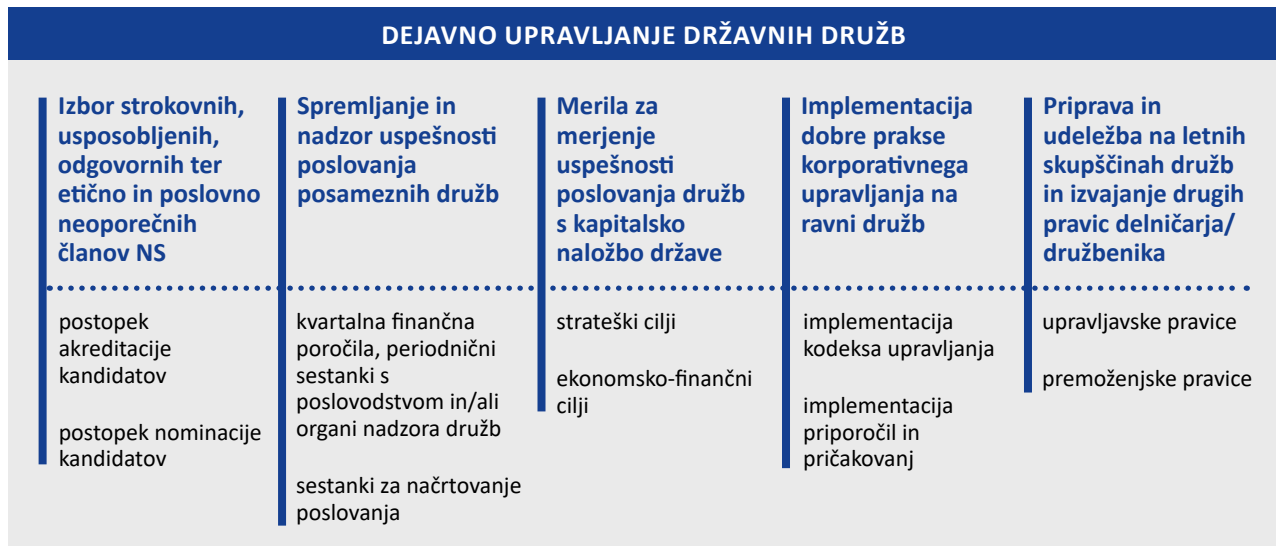 DEJAVNO UPRAVLJANJE DRŽAVNIH DRUŽB
Izbor strokovnih,
usposobljenih,
odgovornih ter
etično in poslovno
neoporečnih
članov NS
postopek
akreditacije
kandidatov
postopek nominacije
kandidatov
Spremljanje in
nadzor uspešnosti
poslovanja
posameznih družb
kvartalna finančna
poročila, periodnični
sestanki s
poslovodstvom in/ali
organi nadzora družb
sestanki za načrtovanje
poslovanja
Merila za
merjenje
uspešnosti
poslovanja družb
s kapitalsko
naložbo države
strateški cilji
ekonomsko-finančni
cilji
Implementacija
dobre prakse
korporativnega
upravljanja na
ravni družb
implementacija
kodeksa upravljanja
implementacija
priporočil in
pričakovanj
Priprava in
udeležba na letnih
skupščinah družb
in izvajanje drugih
pravic delničarja/
družbenika
upravljavske pravice
premoženjske pravice